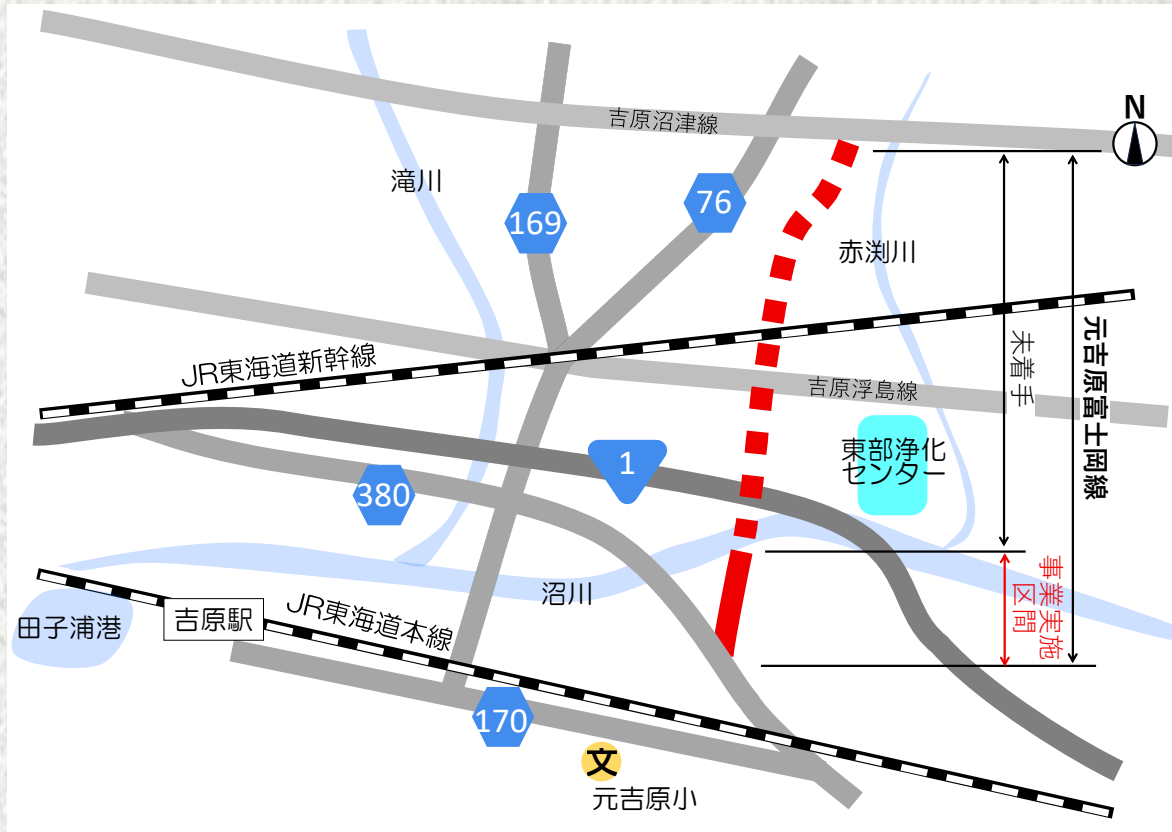 吉原沼津線
N
滝川
169
76
赤渕川
JR東海道新幹線
吉原浮島線
未着手
元吉原富士岡線
東部浄化
センター
1
380
事業実施
区間
沼川
田子浦港
吉原駅
JR東海道本線
170
文
元吉原小